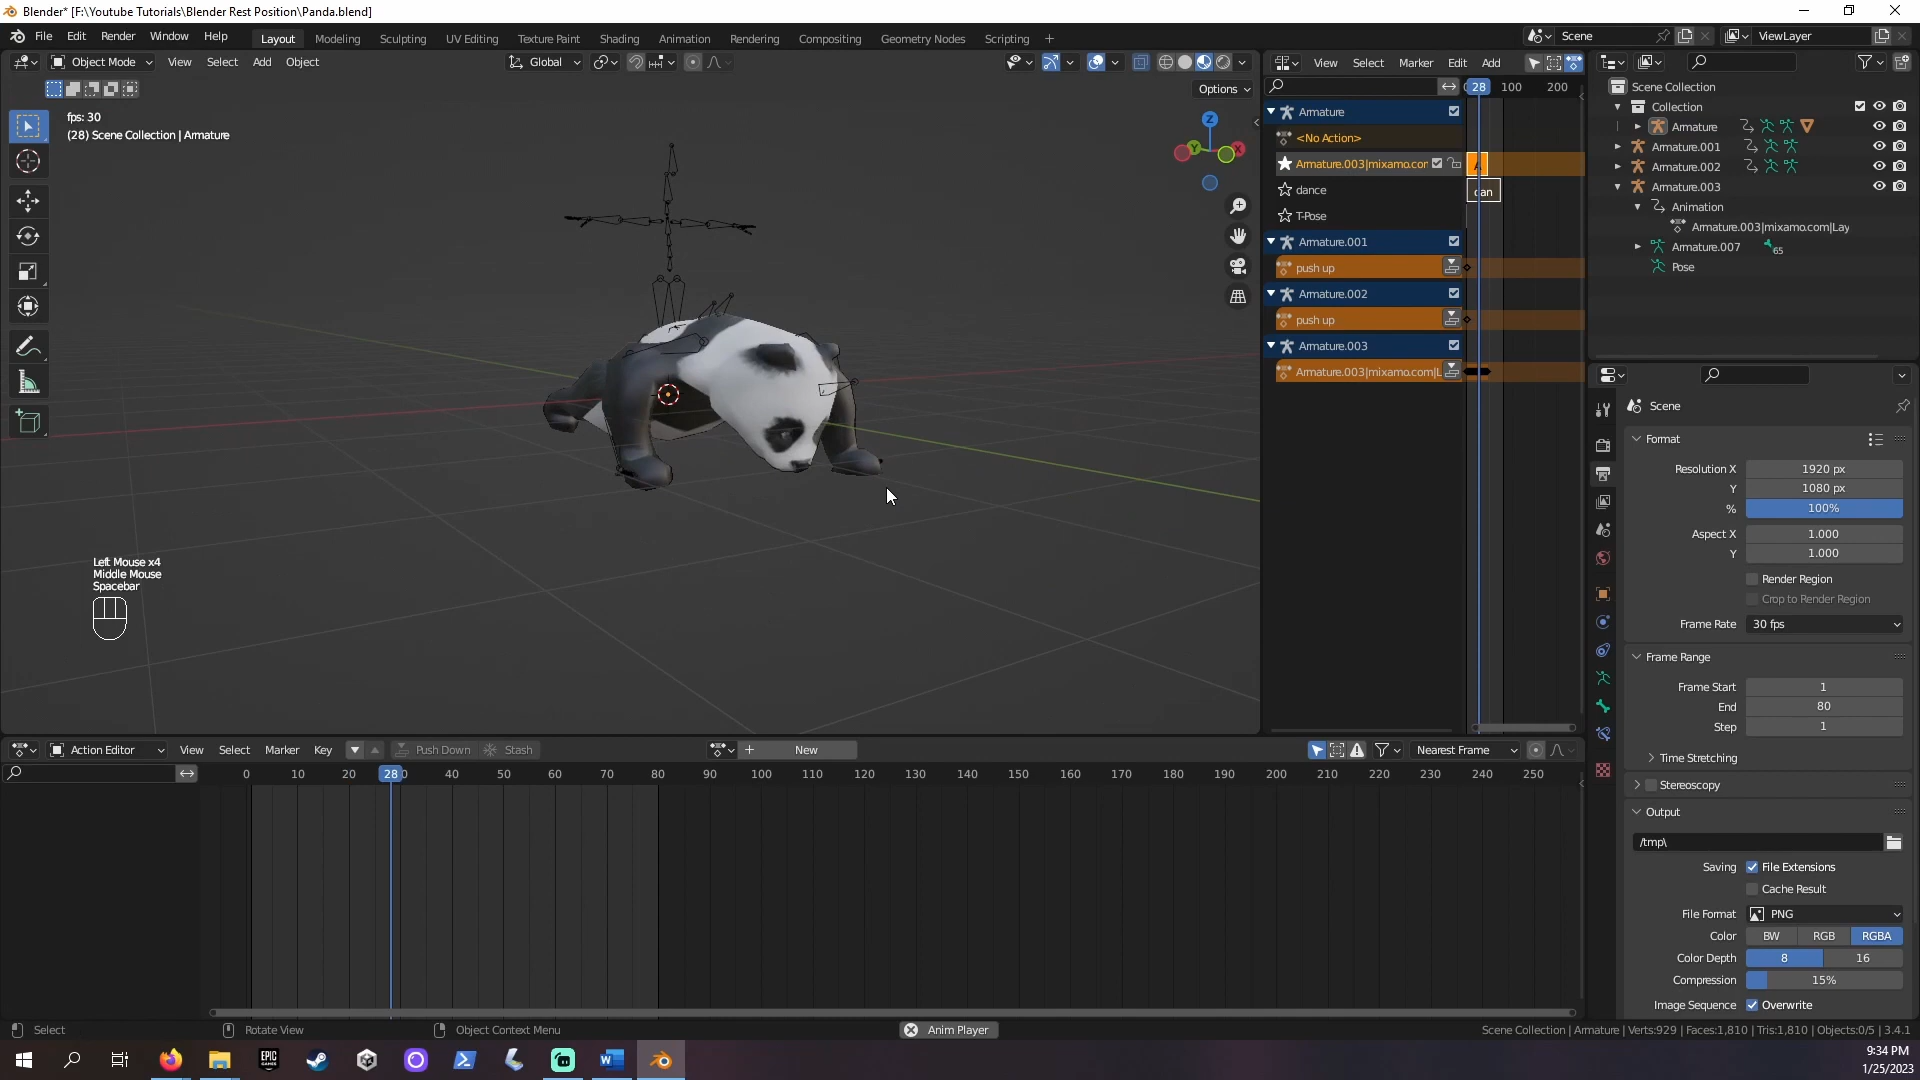 Blender* [F:\Youtube Tutorials\Blender Rest Position\Panda.blend]
File Edit Render Window Help Layout Modeling Sculpting UV Editing Texture Paint Shading Animation Rendering Compositing Geometry Nodes Scripting + Scene ViewLayer
Object Mode View Select Add Object Global View Select Marker Edit Add
Options 28 100 200
fps: 30
(28) Scene Collection | Armature
Z
Y
X
Armature
<No Action>
Armature.003|mixamo.cor
dance
can
T-Pose
Armature.001
push up
Armature.002
push up
Armature.003
Armature.003|mixamo.com|L
Scene Collection
Collection
Armature
Armature.001
Armature.002
Armature.003
Animation
Armature.003|mixamo.com|Lay
Armature.007 65
Pose
Scene
Format
Resolution X 1920 px
Y 1080 px
% 100%
Aspect X 1.000
Y 1.000
Render Region
Crop to Render Region
Frame Rate 30 fps
Frame Range
Frame Start 1
End 80
Step 1
Time Stretching
Stereoscopy
Output
/tmp\
Saving File Extensions
Cache Result
File Format PNG
Color BW RGB RGBA
Color Depth 8 16
Compression 15%
Image Sequence Overwrite
Left Mouse x4
Middle Mouse
Spacebar
Action Editor View Select Marker Key Push Down Stash New Nearest Frame
0 10 20 28 40 50 60 70 80 90 100 110 120 130 140 150 160 170 180 190 200 210 220 230 240 250
Select Rotate View Object Context Menu Anim Player Scene Collection | Armature | Verts:929 | Faces:1,810 | Tris:1,810 | Objects:0/5 | 3.4.1
EPIC GAMES
W
9:34 PM
1/25/2023